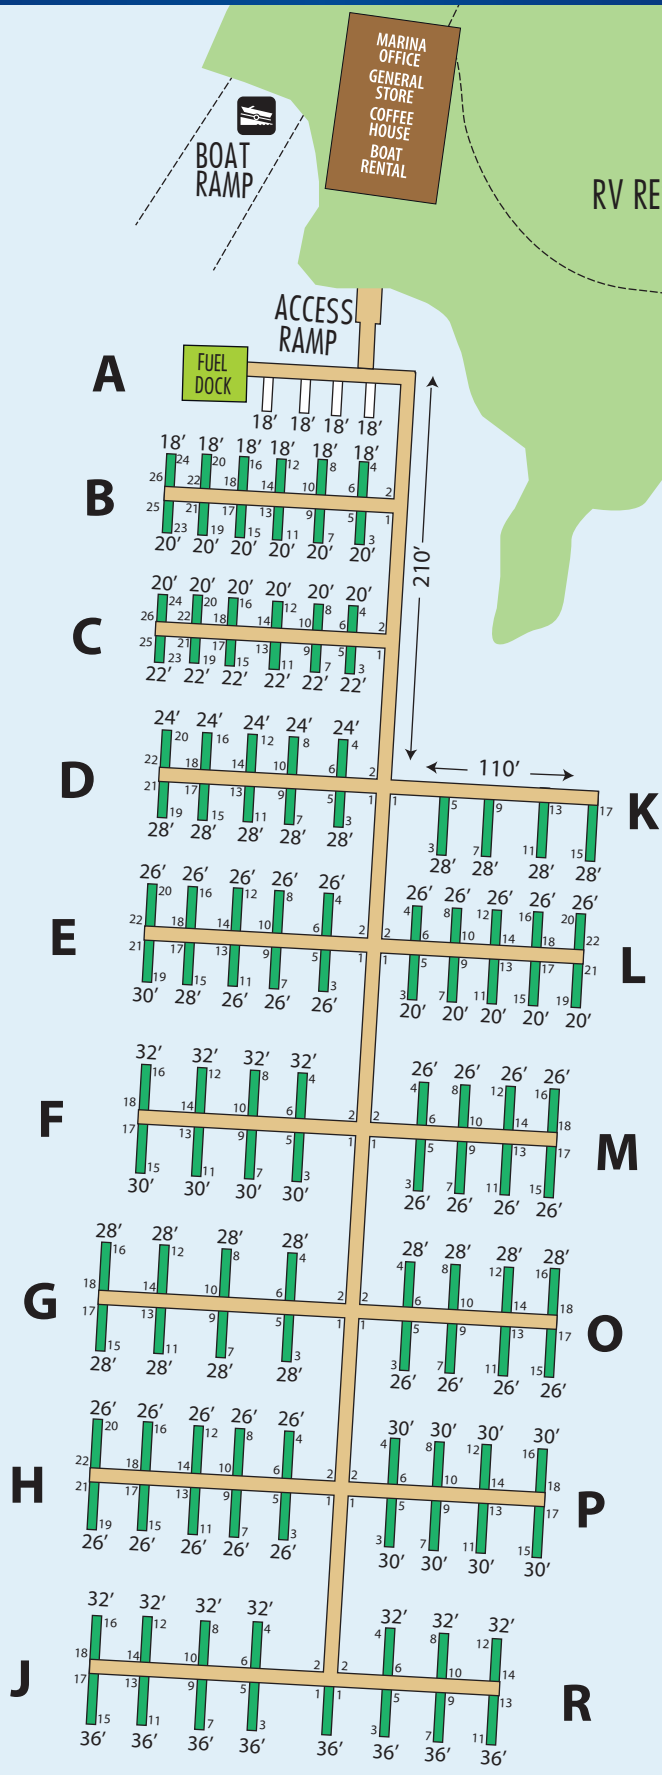 MARINA
OFFICE
GENERAL
STORE
COFFEE
HOUSE
BOAT
RENTAL
BOAT
RAMP
RV RE
ACCESS
RAMP
A
FUEL
DOCK
18’ 18’ 18’ 18’
210’
18’ 18’ 18’ 18’ 18’ 18’
24 20 16 12 8 4
26 22 18 14 10 6 2
B
25 21 17 13 9 5 1
23 19 15 11 7 3
20’ 20’ 20’ 20’ 20’ 20’
20’ 20’ 20’ 20’ 20’ 20’
24 20 16 12 8 4
26 22 18 14 10 6 2
C
25 21 17 13 9 5 1
23 19 15 11 7 3
22’ 22’ 22’ 22’ 22’ 22’
24’ 24’ 24’ 24’ 24’
20 16 12 8 4
22 18 14 10 6 2
D
21 17 13 9 5 1
19 15 11 7 3
28’ 28’ 28’ 28’ 28’
110’
K
1 5 9 13 17
3 7 11 15
28’ 28’ 28’ 28’
26’ 26’ 26’ 26’ 26’
20 16 12 8 4
22 18 14 10 6 2
E
21 17 13 9 5 1
19 15 11 7 3
30’ 28’ 26’ 26’ 26’
26’ 26’ 26’ 26’ 26’
4 8 12 16 20
2 6 10 14 18 22
L
1 5 9 13 17 21
3 7 11 15 19
20’ 20’ 20’ 20’ 20’
32’ 32’ 32’ 32’
16 12 8 4
18 14 10 6 2
F
17 13 9 5 1
15 11 7 3
30’ 30’ 30’ 30’
26’ 26’ 26’ 26’
4 8 12 16
2 6 10 14 18
M
1 5 9 13 17
3 7 11 15
26’ 26’ 26’ 26’
28’ 28’ 28’ 28’
16 12 8 4
18 14 10 6 2
G
17 13 9 5 1
15 11 7 3
28’ 28’ 28’ 28’
28’ 28’ 28’ 28’
4 8 12 16
2 6 10 14 18
O
1 5 9 13 17
3 7 11 15
26’ 26’ 26’ 26’
26’ 26’ 26’ 26’ 26’
20 16 12 8 4
22 18 14 10 6 2
H
21 17 13 9 5 1
19 15 11 7 3
26’ 26’ 26’ 26’ 26’
30’ 30’ 30’ 30’
4 8 12 16
2 6 10 14 18
P
1 5 9 13 17
3 7 11 15
30’ 30’ 30’ 30’
32’ 32’ 32’ 32’
16 12 8 4
18 14 10 6 2
J
17 13 9 5 1
15 11 7 3
36’ 36’ 36’ 36’ 36’
32’ 32’ 32’
4 8 12
2 6 10 14
R
1 5 9 13
3 7 11
36’ 36’ 36’